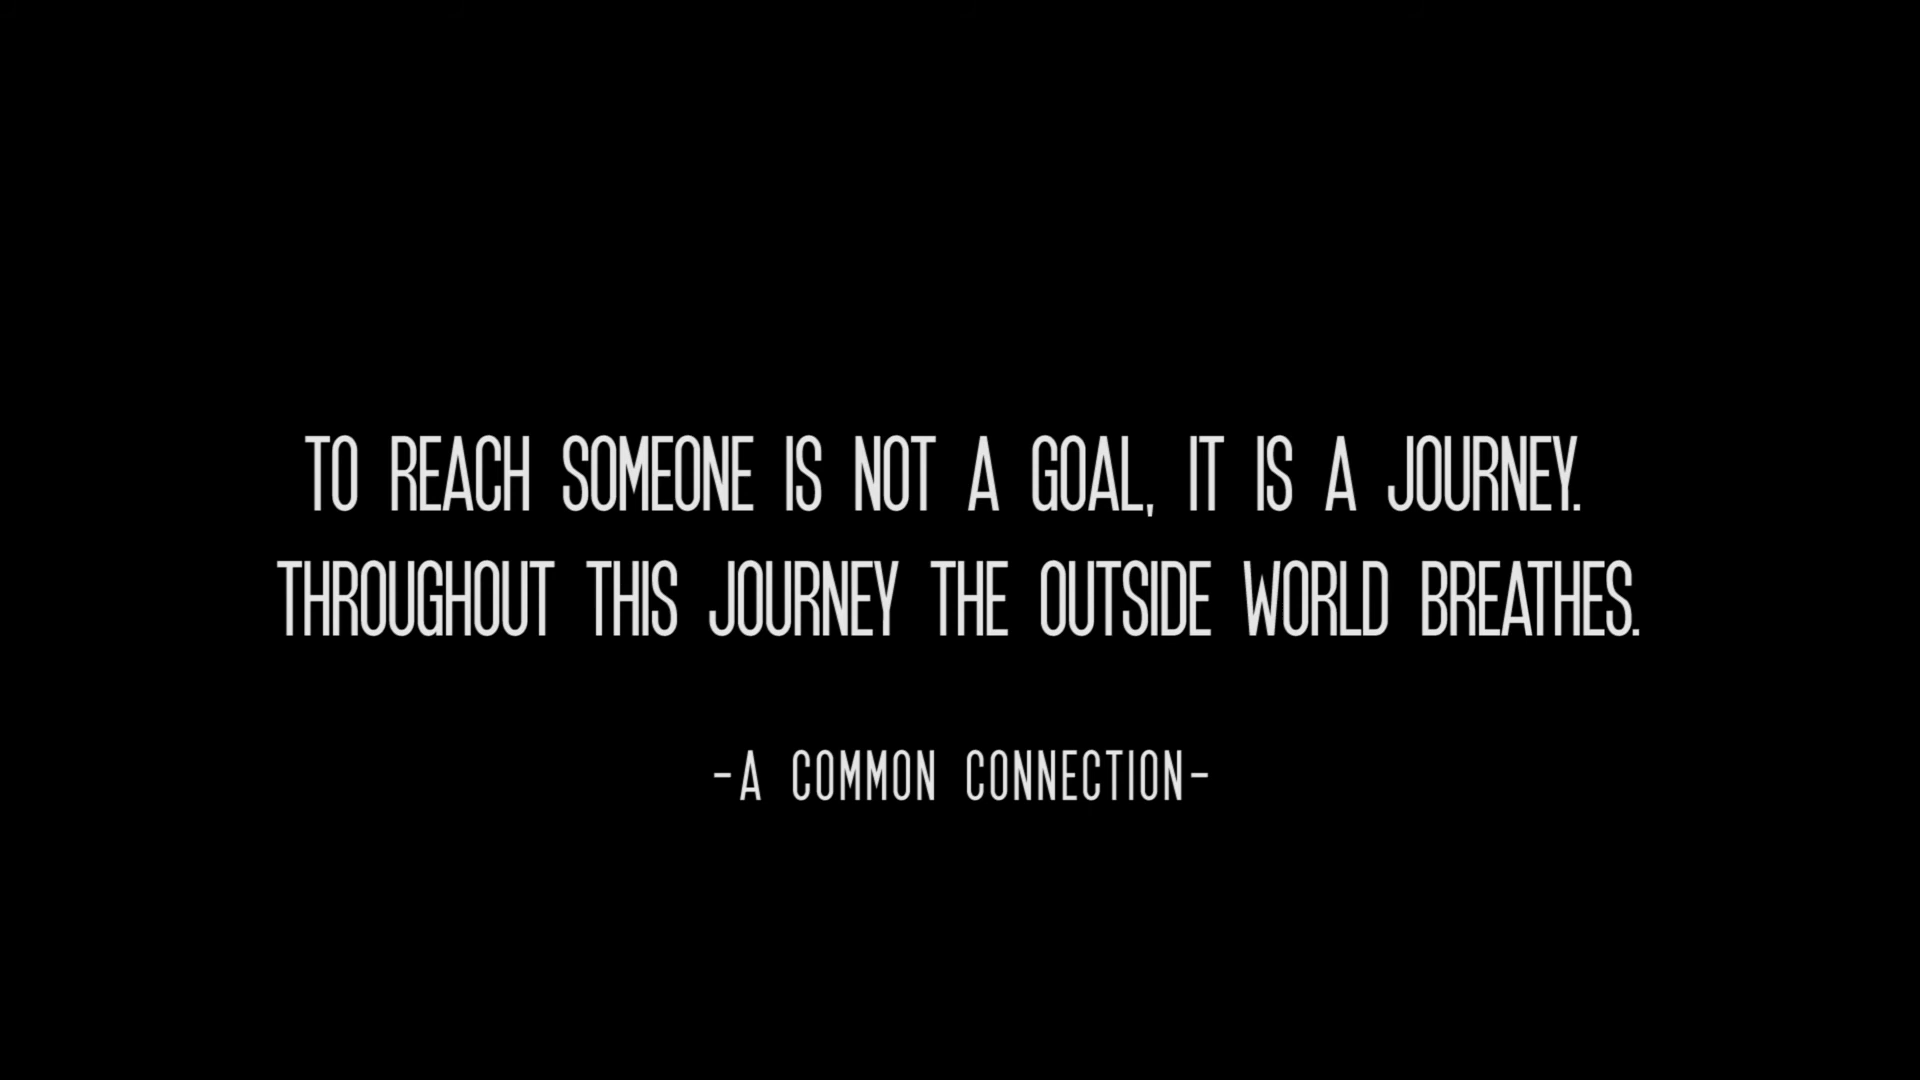 TO REACH SOMEONE IS NOT A GOAL, IT IS A JOURNEY.
THROUGHOUT THIS JOURNEY THE OUTSIDE WORLD BREATHES.
-A COMMON CONNECTION-